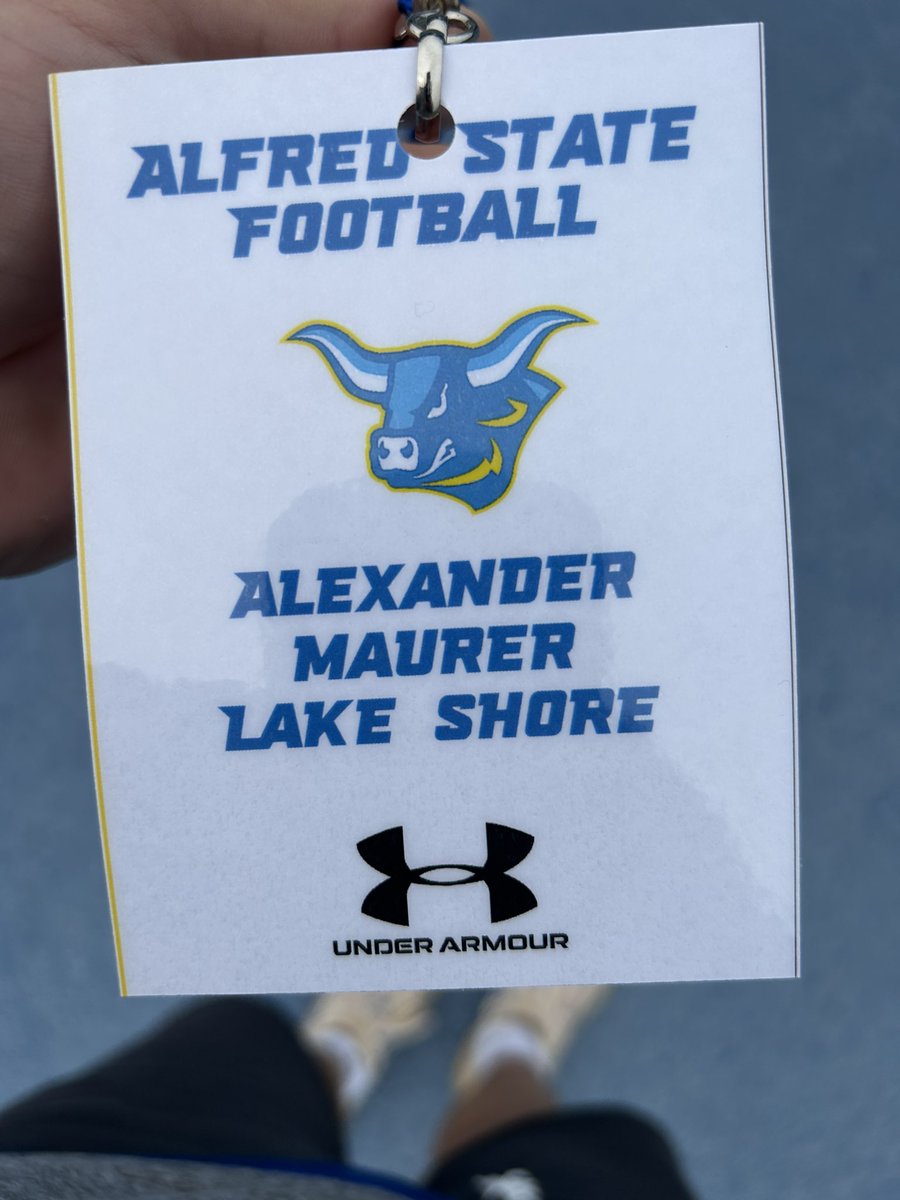 ALFRED STATE
FOOTBALL
ALEXANDER
MAURER
LAKE SHORE
UNDER ARMOUR